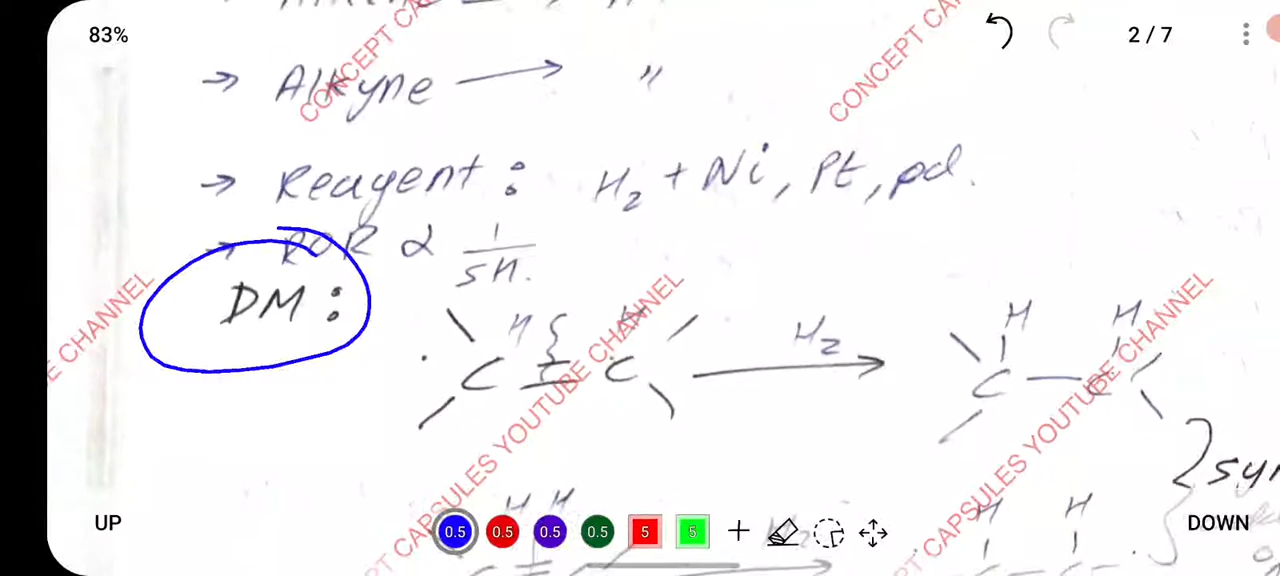 83%
2 / 7
→ Alkyne ⟶ "
→ Reagent : H₂ + Ni, Pt, pd.
→ ROR α 1/SH.
DM :
C = C H H H₂ ⟶ H H C — C
} syn
H H H₂ ⟶ H H
UP
0.5 0.5 0.5 0.5 5 5 +
DOWN
CONCEPT CAPSULES YOUTUBE CHANNEL